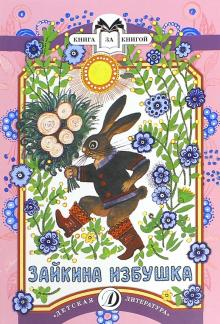 КНИГА ЗА КНИГОЙ
ЗАЙКИНА ИЗБУШКА
«ДЕТСКАЯ ЛИТЕРАТУРА»